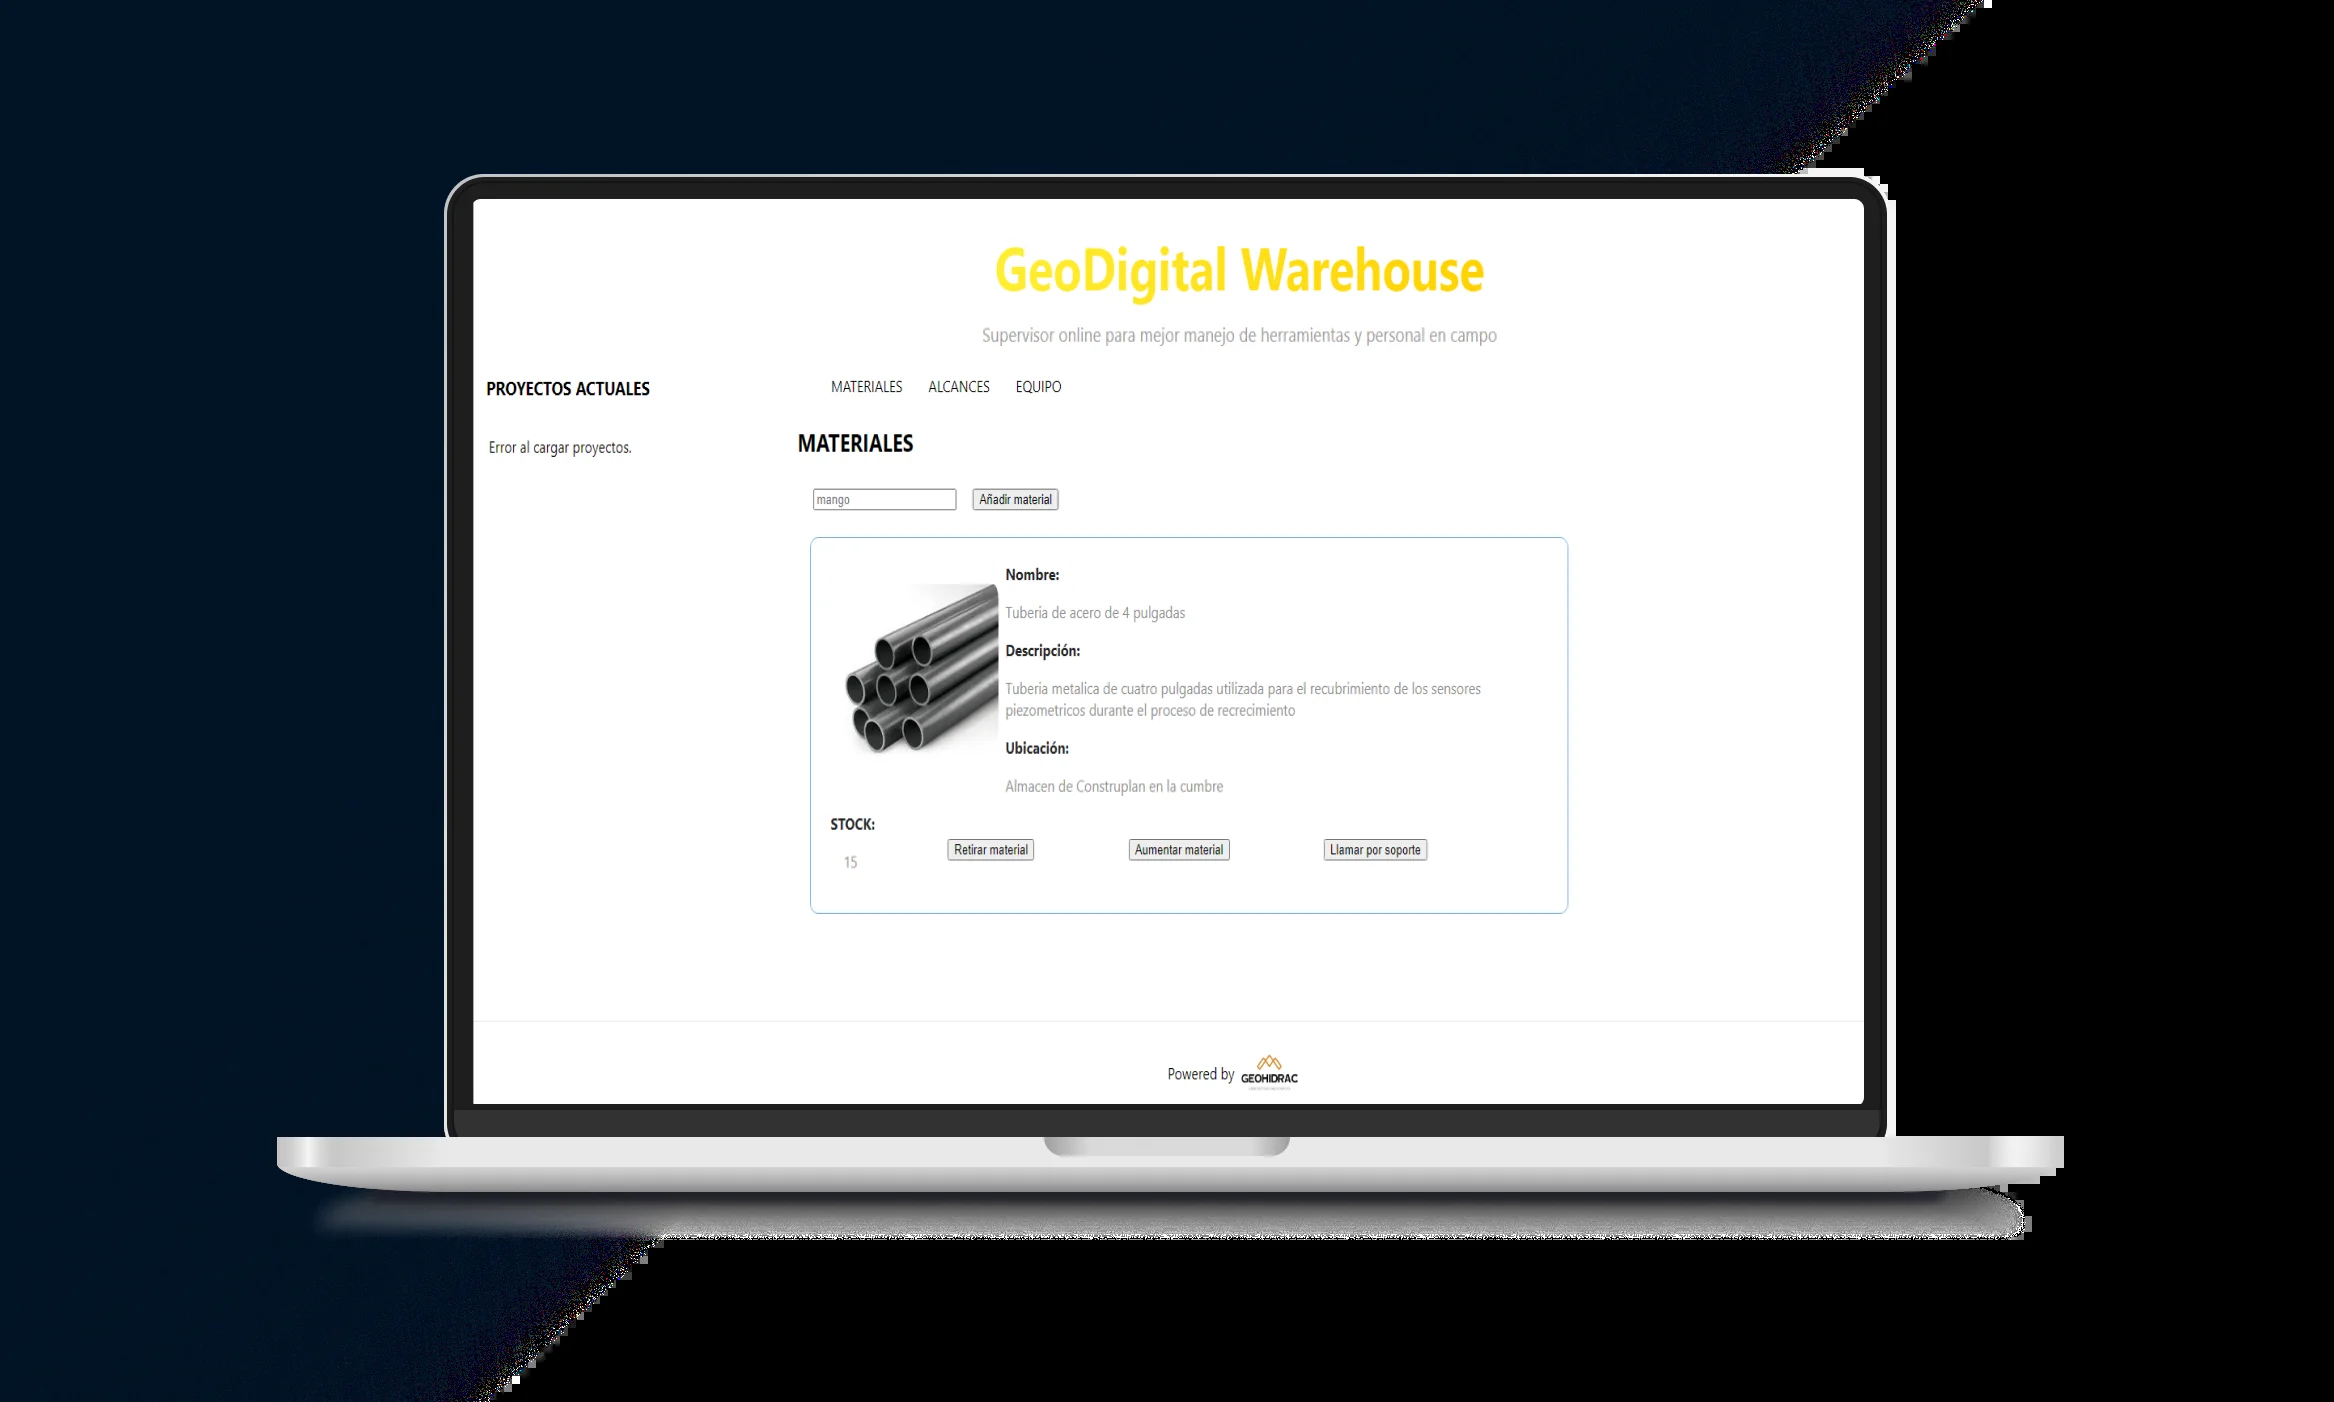 GeoDigital Warehouse
Supervisor online para mejor manejo de herramientas y personal en campo
PROYECTOS ACTUALES
Error al cargar proyectos.
MATERIALES ALCANCES EQUIPO
MATERIALES
mango Añadir material
Nombre:
Tuberia de acero de 4 pulgadas
Descripción:
Tuberia metalica de cuatro pulgadas utilizada para el recubrimiento de los sensores
piezometricos durante el proceso de recrecimiento
Ubicación:
Almacen de Construplan en la cumbre
STOCK:
15
Retirar material Aumentar material Llamar por soporte
Powered by GEOHIDRAC